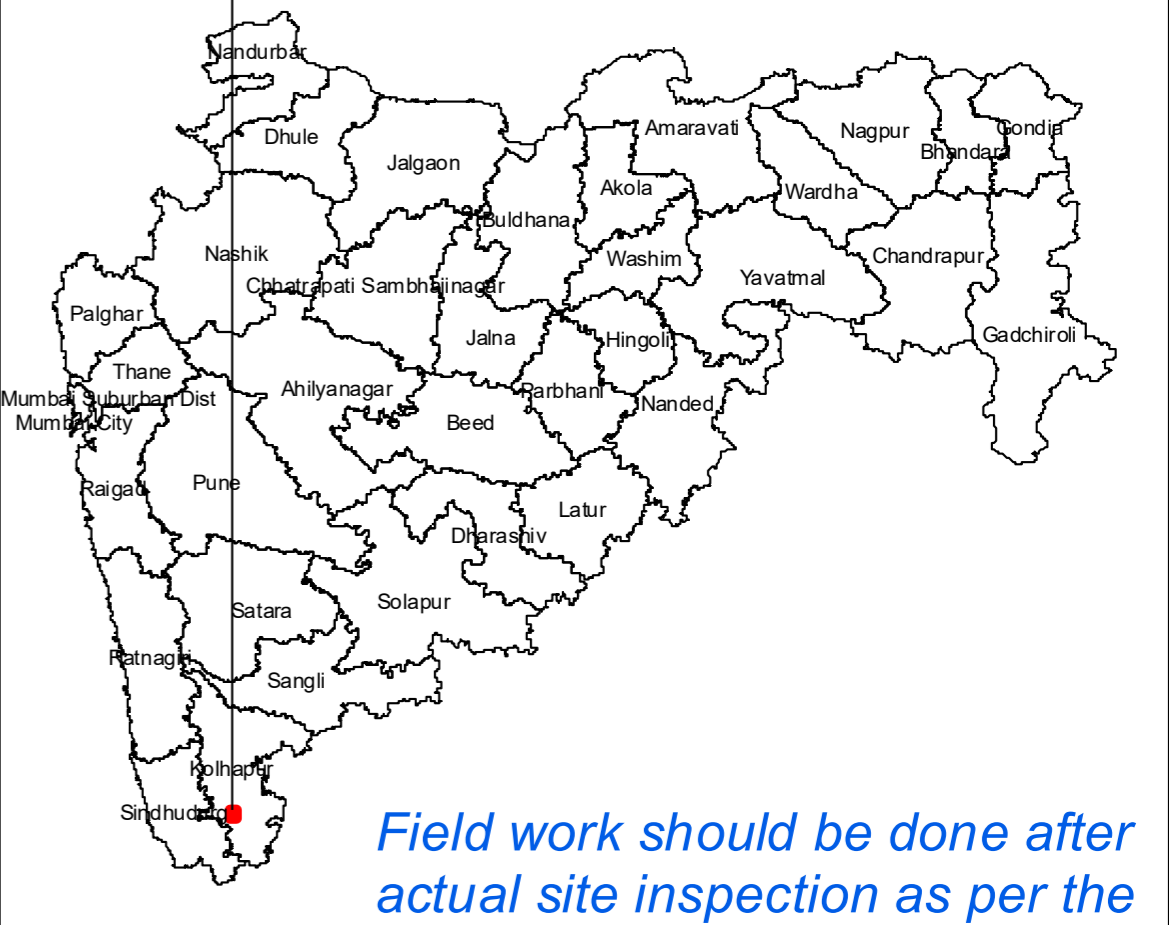 Nandurbar
Dhule
Jalgaon
Amaravati
Nagpur
Gondia
Bhandara
Buldhana
Akola
Wardha
Nashik
Chhatrapati Sambhajinagar
Washim
Yavatmal
Chandrapur
Palghar
Jalna
Hingoli
Gadchiroli
Thane
Ahilyanagar
Parbhani
Nanded
Mumbai Suburban Dist
Mumbai City
Beed
Raigad
Pune
Latur
Dharashiv
Satara
Solapur
Ratnagiri
Sangli
Kolhapur
Sindhudurg
Field work should be done after
actual site inspection as per the